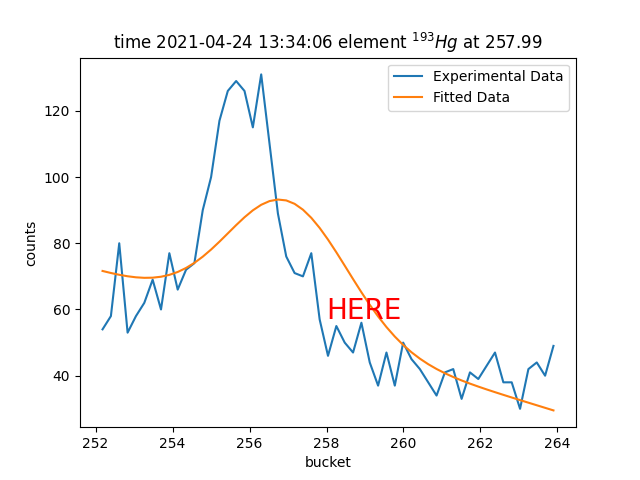 time 2021-04-24 13:34:06 element ¹⁹³Hg at 257.99
Experimental Data
Fitted Data
120
100
80
60
40
counts
HERE
252 254 256 258 260 262 264
bucket